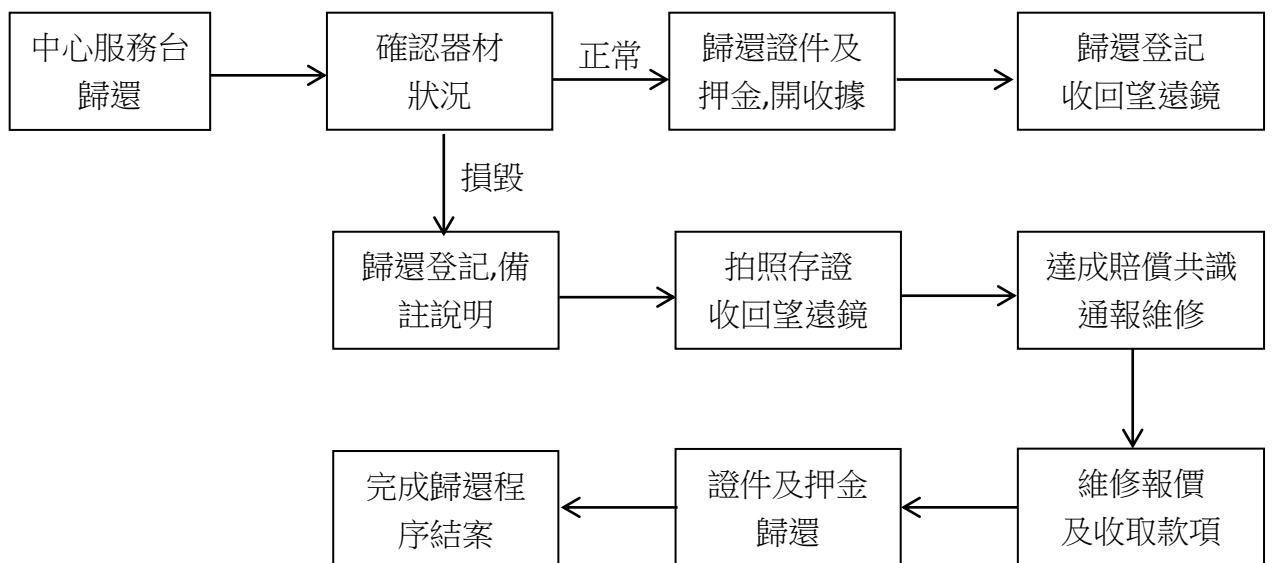 中心服務台
歸還
確認器材
狀況
正常
歸還證件及
押金,開收據
歸還登記
收回望遠鏡
損毀
歸還登記,備
註說明
拍照存證
收回望遠鏡
達成賠償共識
通報維修
完成歸還程
序結案
證件及押金
歸還
維修報價
及收取款項